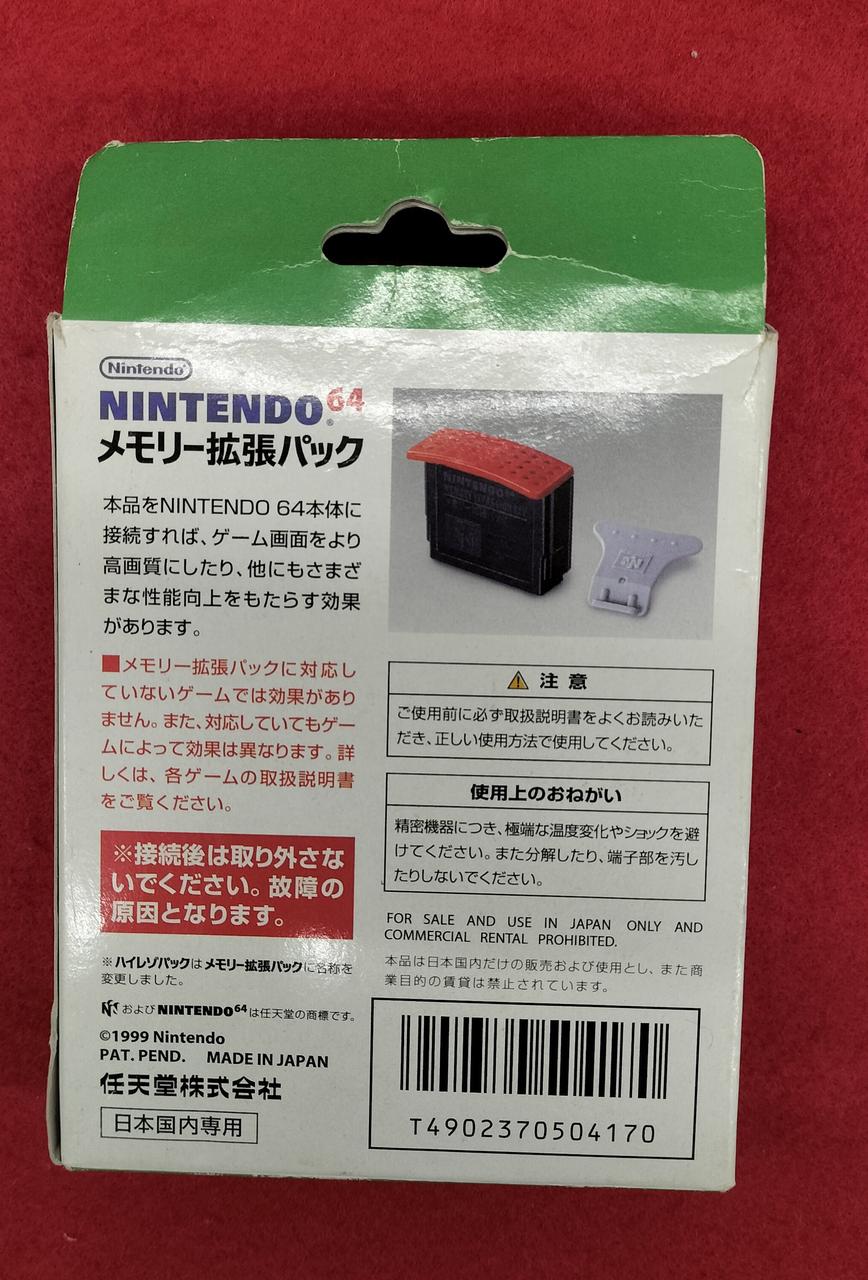 Nintendo
NINTENDO64
メモリー拡張パック
本品をNINTENDO 64本体に
接続すれば、ゲーム画面をより
高画質にしたり、他にもさまざ
まな性能向上をもたらす効果
があります。
■メモリー拡張パックに対応し
ていないゲームでは効果があり
ません。また、対応していてもゲー
ムによって効果は異なります。詳
しくは、各ゲームの取扱説明書
をご覧ください。
※接続後は取り外さな
いでください。故障の
原因となります。
※ハイレゾパックはメモリー拡張パックに名称を
変更しました。
およびNINTENDO64は任天堂の商標です。
©1999 Nintendo
PAT. PEND. MADE IN JAPAN
任天堂株式会社
日本国内専用
NINTENDO64
注意
ご使用前に必ず取扱説明書をよくお読みいた
だき、正しい使用方法で使用してください。
使用上のおねがい
精密機器につき、極端な温度変化やショックを避
けてください。また分解したり、端子部を汚し
たりしないでください。
FOR SALE AND USE IN JAPAN ONLY AND
COMMERCIAL RENTAL PROHIBITED.
本品は日本国内だけの販売および使用とし、また商
業目的の賃貸は禁止されています。
T4902370504170